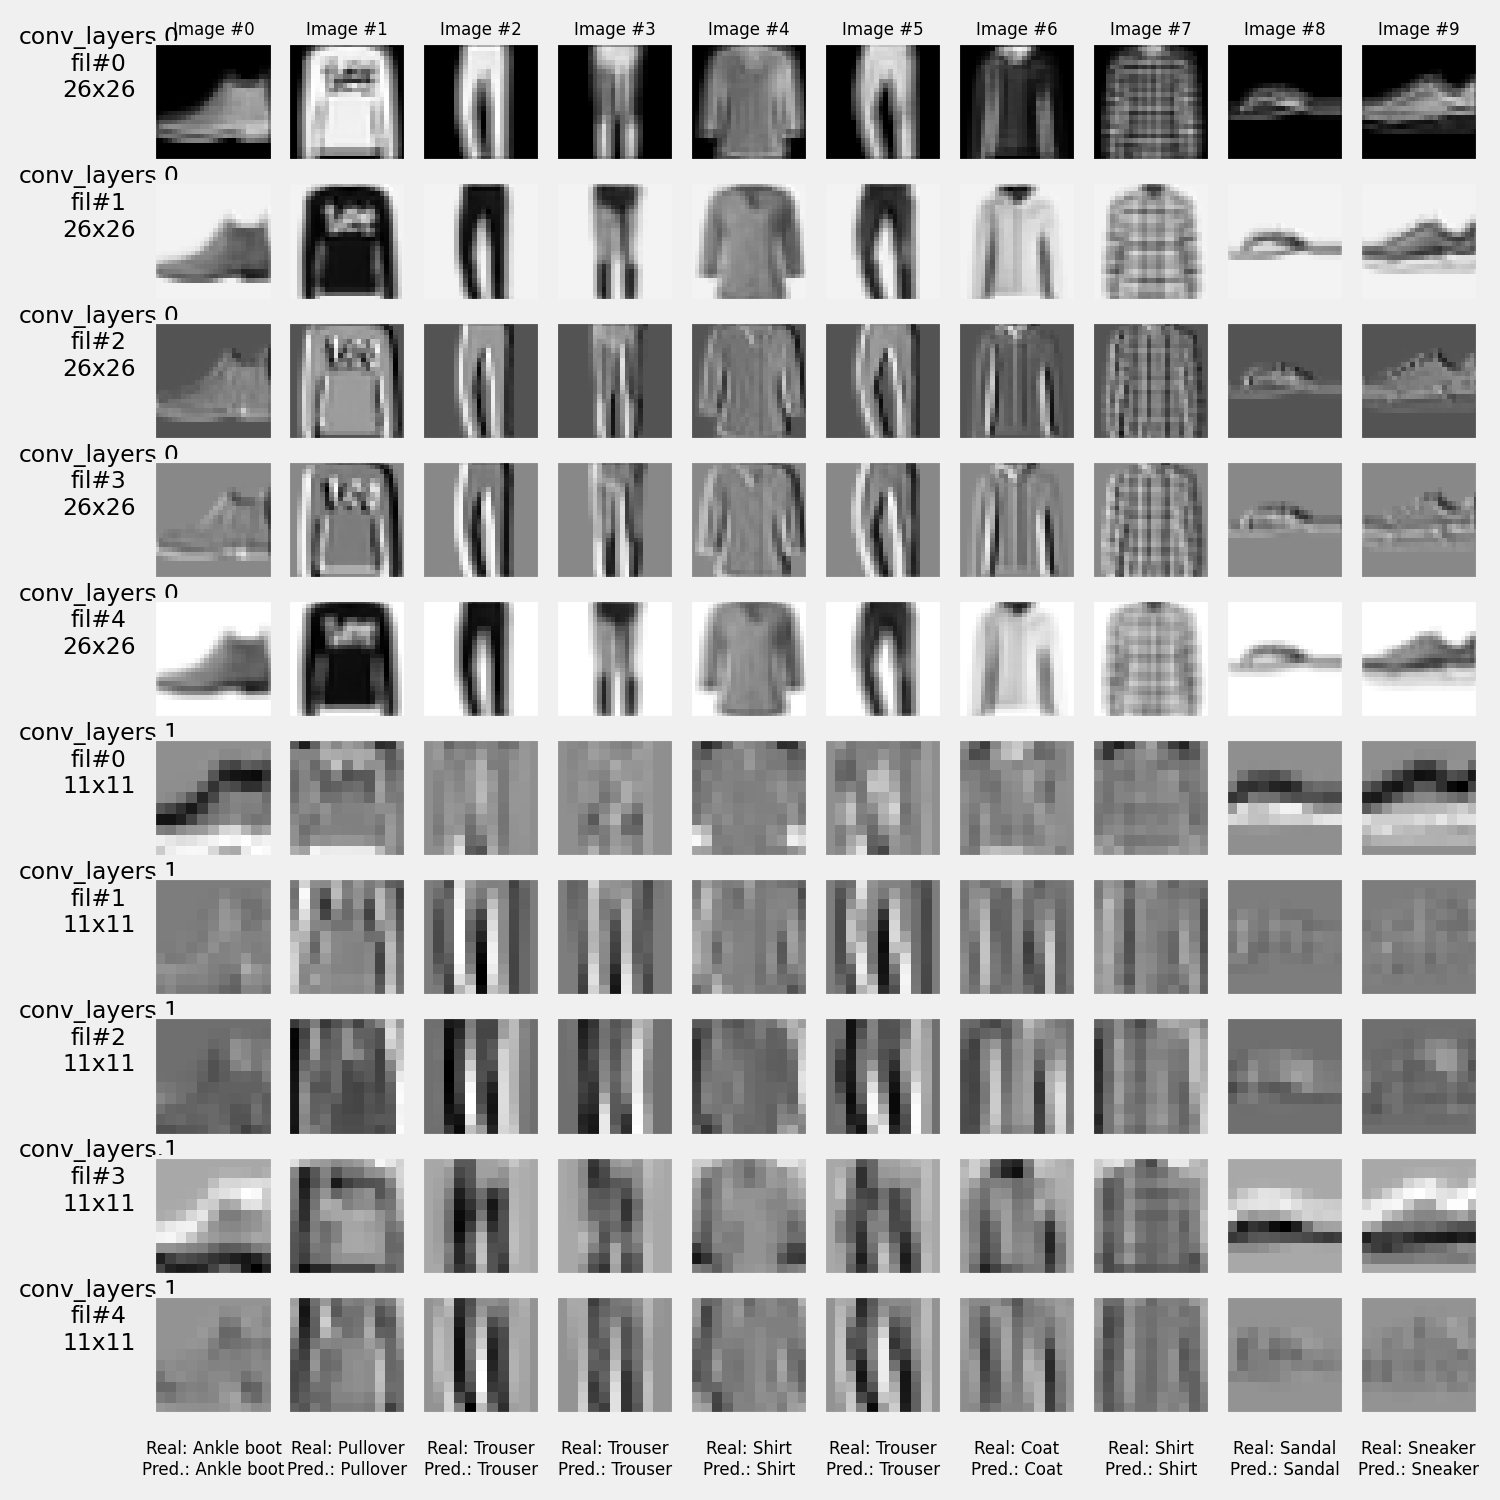 Image #0 Image #1 Image #2 Image #3 Image #4 Image #5 Image #6 Image #7 Image #8 Image #9
conv_layers.0
fil#0
26x26
conv_layers.0
fil#1
26x26
conv_layers.0
fil#2
26x26
conv_layers.0
fil#3
26x26
conv_layers.0
fil#4
26x26
conv_layers.1
fil#0
11x11
conv_layers.1
fil#1
11x11
conv_layers.1
fil#2
11x11
conv_layers.1
fil#3
11x11
conv_layers.1
fil#4
11x11
Real: Ankle boot Real: Pullover Real: Trouser Real: Trouser Real: Shirt Real: Trouser Real: Coat Real: Shirt Real: Sandal Real: Sneaker
Pred.: Ankle boot Pred.: Pullover Pred.: Trouser Pred.: Trouser Pred.: Shirt Pred.: Trouser Pred.: Coat Pred.: Shirt Pred.: Sandal Pred.: Sneaker